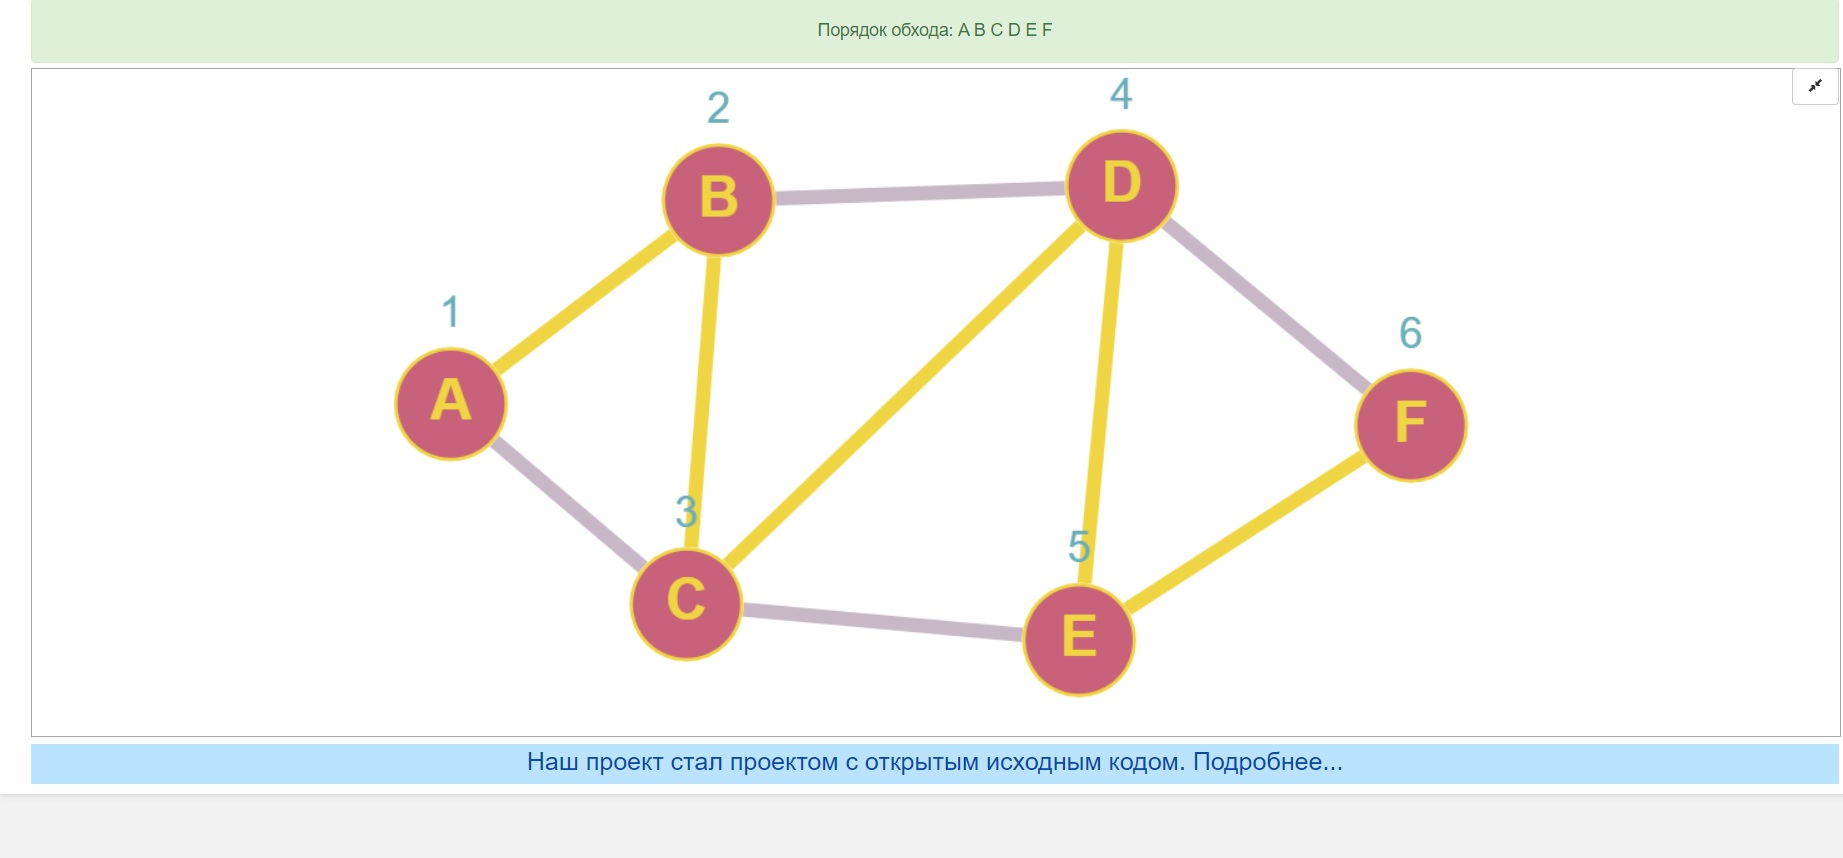 Порядок обхода: A B C D E F
2
4
B
D
1
6
A
F
3
5
C
E
Наш проект стал проектом с открытым исходным кодом. Подробнее...